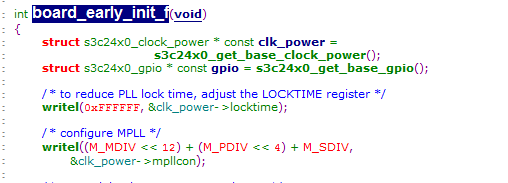 int board_early_init_f(void)
{
struct s3c24x0_clock_power * const clk_power =
s3c24x0_get_base_clock_power();
struct s3c24x0_gpio * const gpio = s3c24x0_get_base_gpio();
/* to reduce PLL lock time, adjust the LOCKTIME register */
writel(0xFFFFFF, &clk_power->locktime);
/* configure MPLL */
writel((M_MDIV << 12) + (M_PDIV << 4) + M_SDIV,
&clk_power->mpllcon);